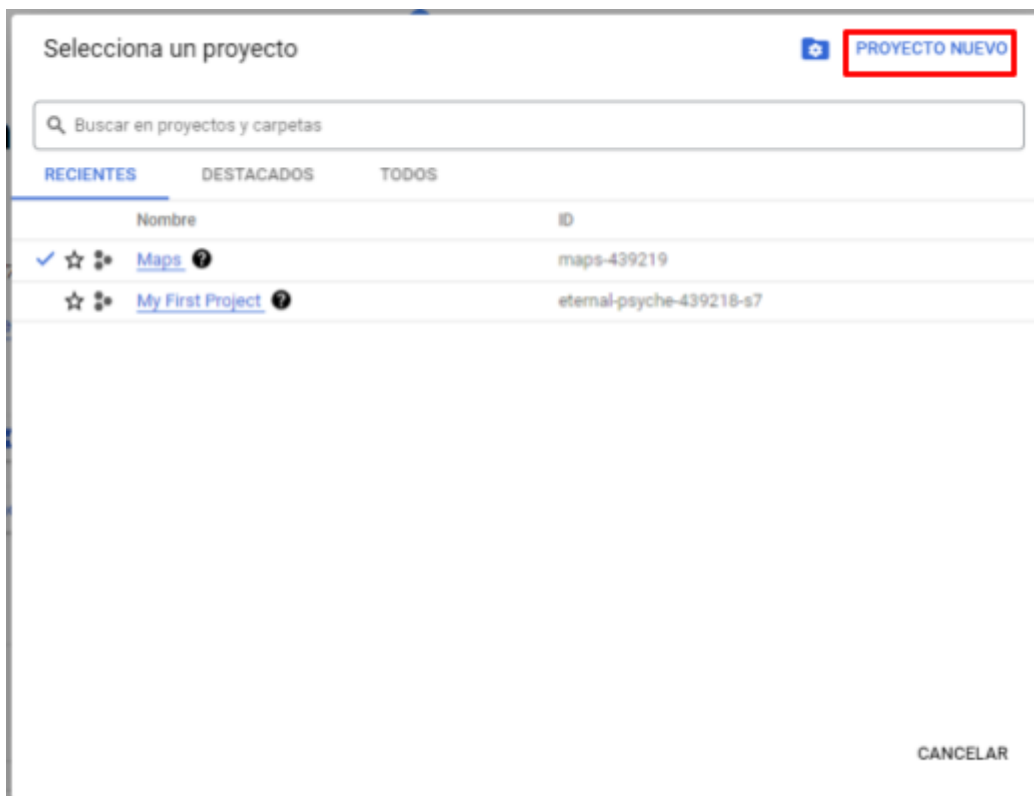 Selecciona un proyecto
PROYECTO NUEVO
Buscar en proyectos y carpetas
RECIENTES DESTACADOS TODOS
Nombre ID
Maps maps-439219
My First Project eternal-psyche-439218-s7
CANCELAR